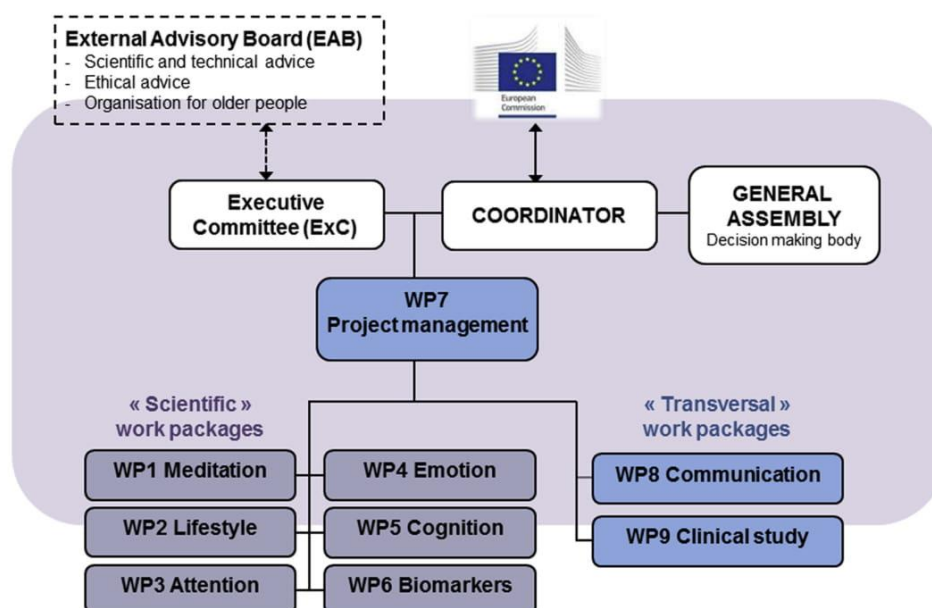 External Advisory Board (EAB)
- Scientific and technical advice
- Ethical advice
- Organisation for older people
European
Commission
Executive
Committee (ExC)
COORDINATOR
GENERAL
ASSEMBLY
Decision making body
WP7
Project management
« Scientific »
work packages
« Transversal »
work packages
WP1 Meditation
WP4 Emotion
WP8 Communication
WP2 Lifestyle
WP5 Cognition
WP9 Clinical study
WP3 Attention
WP6 Biomarkers